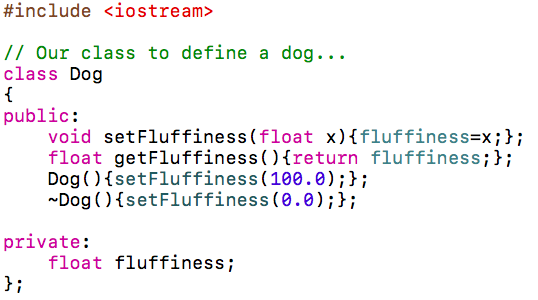 #include <iostream>
// Our class to define a dog...
class Dog
{
public:
    void setFluffiness(float x){fluffiness=x;};
    float getFluffiness(){return fluffiness;};
    Dog(){setFluffiness(100.0);};
    ~Dog(){setFluffiness(0.0);};
private:
    float fluffiness;
};